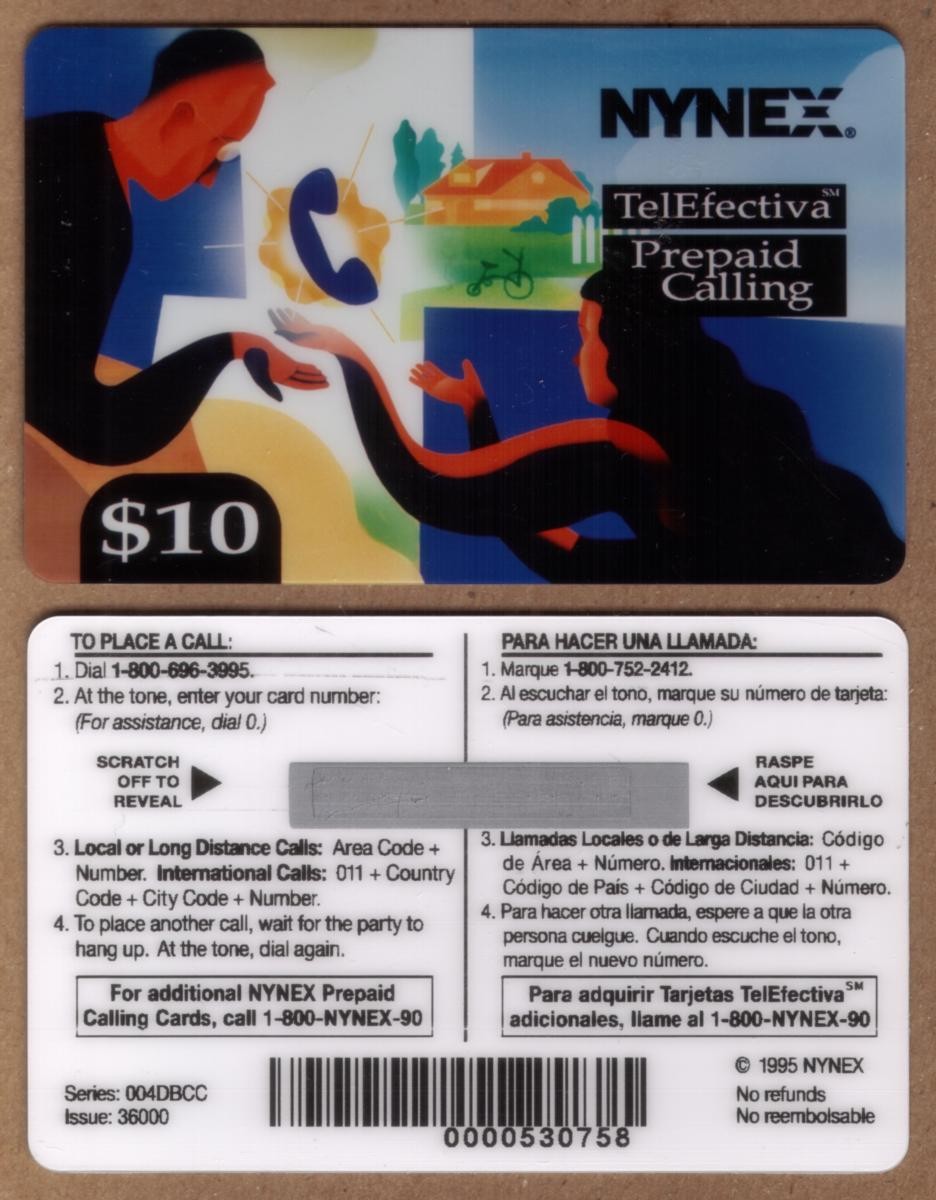 NYNEX®
TelEfectiva℠
Prepaid
Calling
$10
TO PLACE A CALL:
1. Dial 1-800-696-3995.
2. At the tone, enter your card number:
(For assistance, dial 0.)
SCRATCH
OFF TO
REVEAL
3. Local or Long Distance Calls: Area Code +
Number. International Calls: 011 + Country
Code + City Code + Number.
4. To place another call, wait for the party to
hang up. At the tone, dial again.
For additional NYNEX Prepaid
Calling Cards, call 1-800-NYNEX-90
PARA HACER UNA LLAMADA:
1. Marque 1-800-752-2412.
2. Al escuchar el tono, marque su número de tarjeta:
(Para asistencia, marque 0.)
RASPE
AQUI PARA
DESCUBRIRLO
3. Llamadas Locales o de Larga Distancia: Código
de Área + Número. Internacionales: 011 +
Código de País + Código de Ciudad + Número.
4. Para hacer otra llamada, espere a que la otra
persona cuelgue. Cuando escuche el tono,
marque el nuevo número.
Para adquirir Tarjetas TelEfectiva℠
adicionales, llame al 1-800-NYNEX-90
Series: 004DBCC
Issue: 36000
0000530758
© 1995 NYNEX
No refunds
No reembolsable